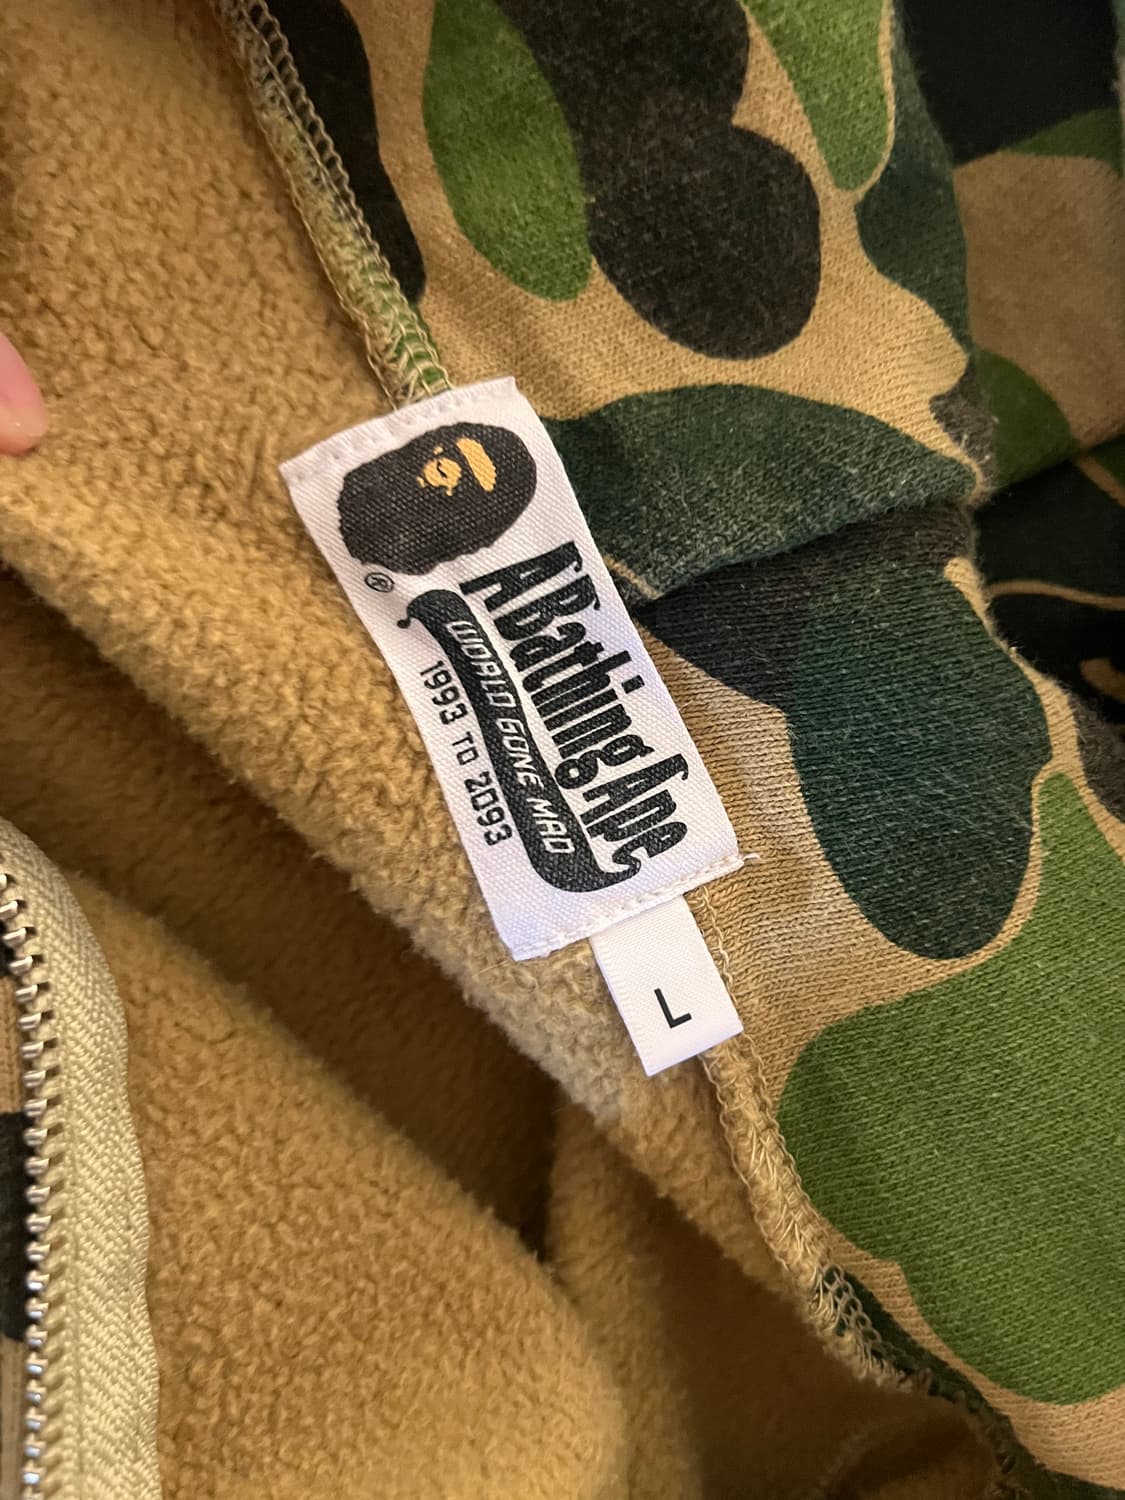 ®
A Bathing Ape
WORLD GONE MAD
1993 TO 2093
L